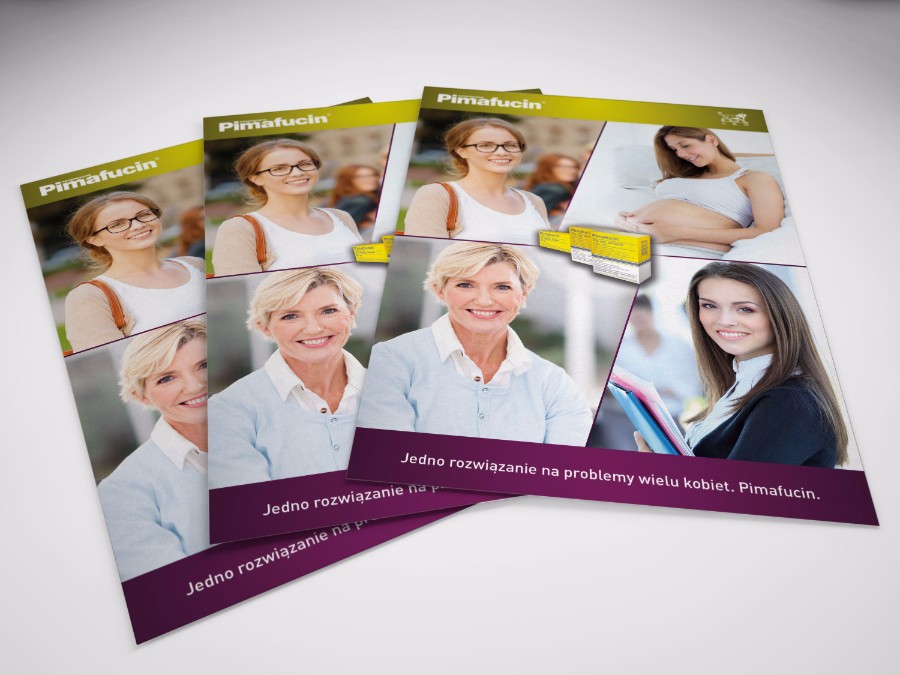 Pimafucin®
Pimafucin®
Pimafucin®
Jedno rozwiązanie na problemy wielu kobiet. Pimafucin.
Jedno rozwiązanie na
Jedno rozwiązanie na